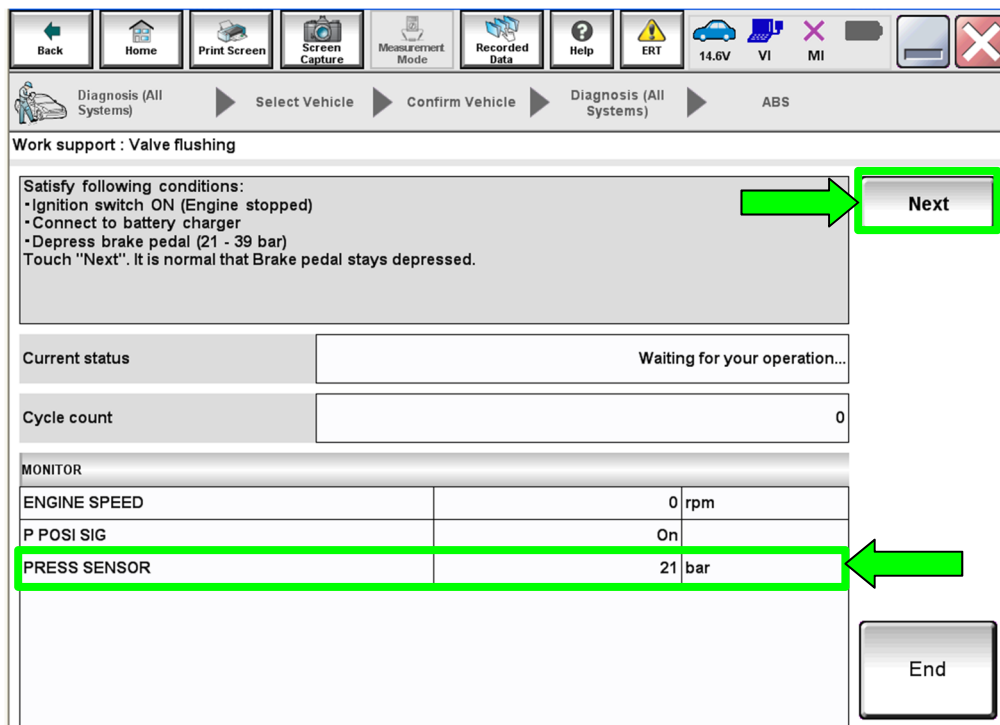 Back
Home
Print Screen
Screen
Capture
Measurement
Mode
Recorded
Data
Help
ERT
14.6V
VI
MI
Diagnosis (All
Systems)
Select Vehicle
Confirm Vehicle
Diagnosis (All
Systems)
ABS
Work support : Valve flushing
Satisfy following conditions:
・Ignition switch ON (Engine stopped)
・Connect to battery charger
・Depress brake pedal (21 - 39 bar)
Touch "Next". It is normal that Brake pedal stays depressed.
Next
Current status Waiting for your operation...
Cycle count 0
MONITOR
ENGINE SPEED 0 rpm
P POSI SIG On
PRESS SENSOR 21 bar
End